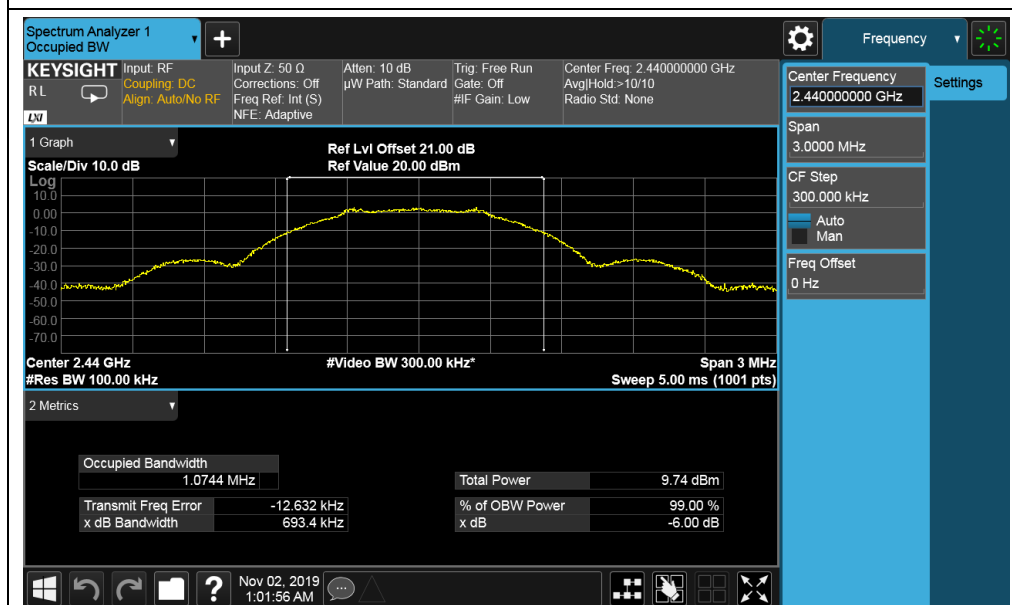 Spectrum Analyzer 1
Occupied BW
+
Frequency
KEYSIGHT
RL
LXI
Input: RF
Coupling: DC
Align: Auto/No RF
Input Z: 50 Ω
Corrections: Off
Freq Ref: Int (S)
NFE: Adaptive
Atten: 10 dB
µW Path: Standard
Trig: Free Run
Gate: Off
#IF Gain: Low
Center Freq: 2.440000000 GHz
Avg|Hold:>10/10
Radio Std: None
Center Frequency
2.440000000 GHz
Settings
Span
3.0000 MHz
CF Step
300.000 kHz
Auto
Man
Freq Offset
0 Hz
1 Graph
Scale/Div 10.0 dB
Ref Lvl Offset 21.00 dB
Ref Value 20.00 dBm
Log
10.0
0.00
-10.0
-20.0
-30.0
-40.0
-50.0
-60.0
-70.0
Center 2.44 GHz
#Video BW 300.00 kHz*
Span 3 MHz
#Res BW 100.00 kHz
Sweep 5.00 ms (1001 pts)
2 Metrics
Occupied Bandwidth
1.0744 MHz
Total Power 9.74 dBm
Transmit Freq Error -12.632 kHz
% of OBW Power 99.00 %
x dB Bandwidth 693.4 kHz
x dB -6.00 dB
?
Nov 02, 2019
1:01:56 AM